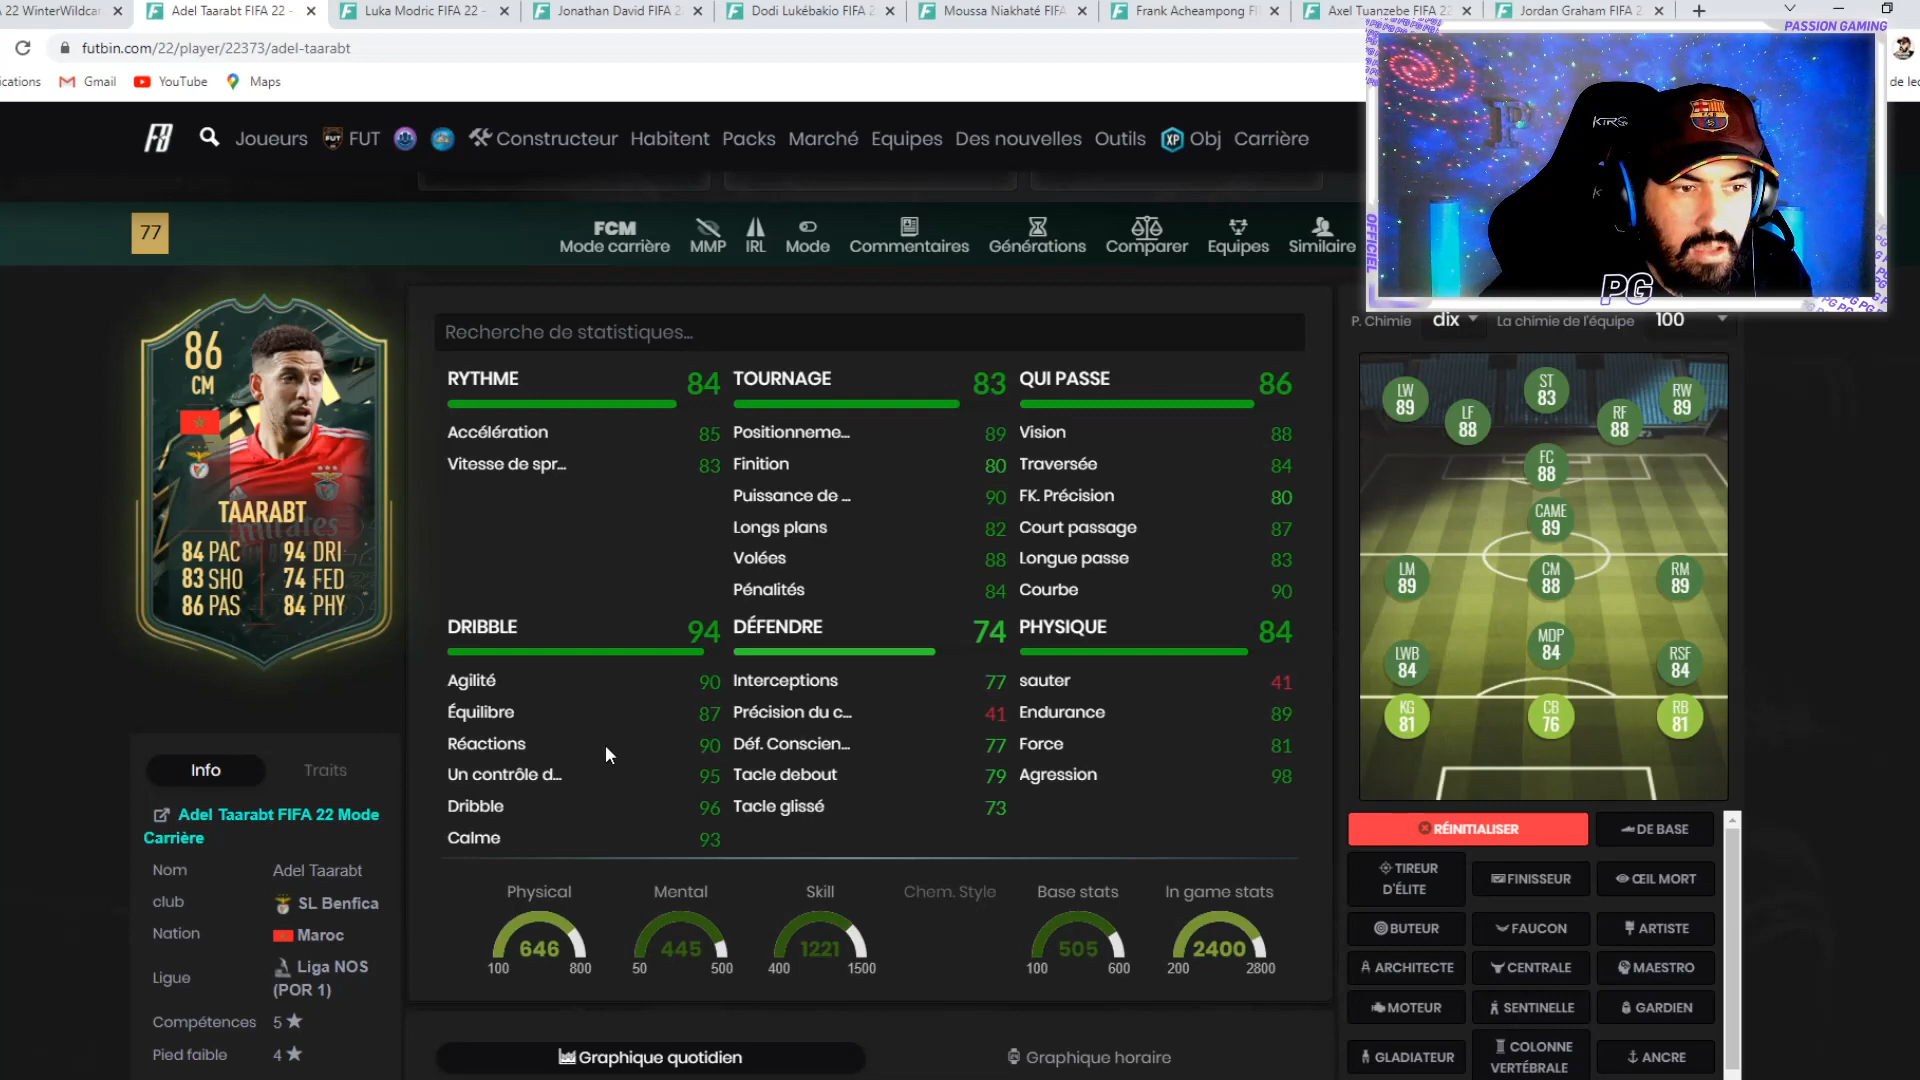 22 WinterWildcar
Adel Taarabt FIFA 22 -
Luka Modric FIFA 22 -
Jonathan David FIFA 2
Dodi Lukébakio FIFA 2
Moussa Niakhaté FIFA
Frank Acheampong FI
Axel Tuanzebe FIFA 22
Jordan Graham FIFA 2
futbin.com/22/player/22373/adel-taarabt
PASSION GAMING
cations
Gmail
YouTube
Maps
de lec
Joueurs
FUT
Constructeur
Habitent
Packs
Marché
Equipes
Des nouvelles
Outils
XP Obj
Carrière
77
FCM
Mode carrière
MMP
IRL
Mode
Commentaires
Générations
Comparer
Equipes
Similaire
OFFICIEL
PG
P. Chimie
dix
La chimie de l'équipe
100
86
CM
TAARABT
84 PAC
94 DRI
83 SHO
74 FED
86 PAS
84 PHY
Recherche de statistiques...
RYTHME 84
Accélération 85
Vitesse de spr... 83
TOURNAGE 83
Positionneme... 89
Finition 80
Puissance de ... 90
Longs plans 82
Volées 88
Pénalités 84
QUI PASSE 86
Vision 88
Traversée 84
FK. Précision 80
Court passage 87
Longue passe 83
Courbe 90
DRIBBLE 94
Agilité 90
Équilibre 87
Réactions 90
Un contrôle d... 95
Dribble 96
Calme 93
DÉFENDRE 74
Interceptions 77
Précision du c... 41
Déf. Conscien... 77
Tacle debout 79
Tacle glissé 73
PHYSIQUE 84
sauter 41
Endurance 89
Force 81
Agression 98
Physical
646
100 800
Mental
445
50 500
Skill
1221
400 1500
Chem. Style
Base stats
505
100 600
In game stats
2400
200 2800
Graphique quotidien
Graphique horaire
Info
Traits
Adel Taarabt FIFA 22 Mode
Carrière
Nom Adel Taarabt
club SL Benfica
Nation Maroc
Ligue Liga NOS
(POR 1)
Compétences 5
Pied faible 4
LW
89
ST
83
RW
89
LF
88
RF
88
FC
88
CAME
89
LM
89
CM
88
RM
89
LWB
84
MDP
84
RSF
84
KG
81
CB
76
RB
81
RÉINITIALISER
DE BASE
TIREUR
D'ÉLITE
FINISSEUR
ŒIL MORT
BUTEUR
FAUCON
ARTISTE
ARCHITECTE
CENTRALE
MAESTRO
MOTEUR
SENTINELLE
GARDIEN
GLADIATEUR
COLONNE
VERTÉBRALE
ANCRE